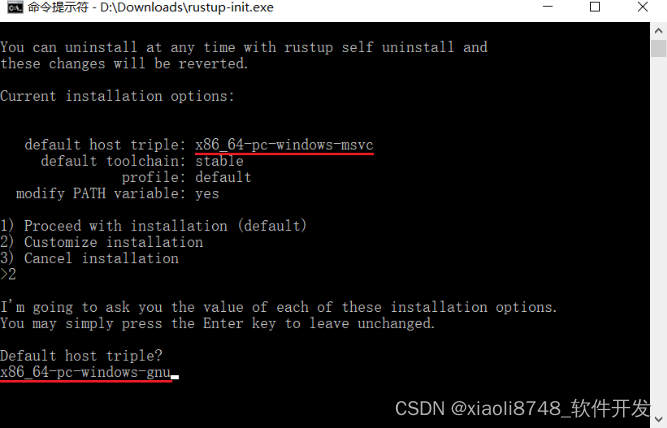 命令提示符 - D:\Downloads\rustup-init.exe
You can uninstall at any time with rustup self uninstall and
these changes will be reverted.
Current installation options:
default host triple: x86_64-pc-windows-msvc
default toolchain: stable
profile: default
modify PATH variable: yes
1) Proceed with installation (default)
2) Customize installation
3) Cancel installation
>2
I'm going to ask you the value of each of these installation options.
You may simply press the Enter key to leave unchanged.
Default host triple?
x86_64-pc-windows-gnu
CSDN @xiaoli8748_软件开发